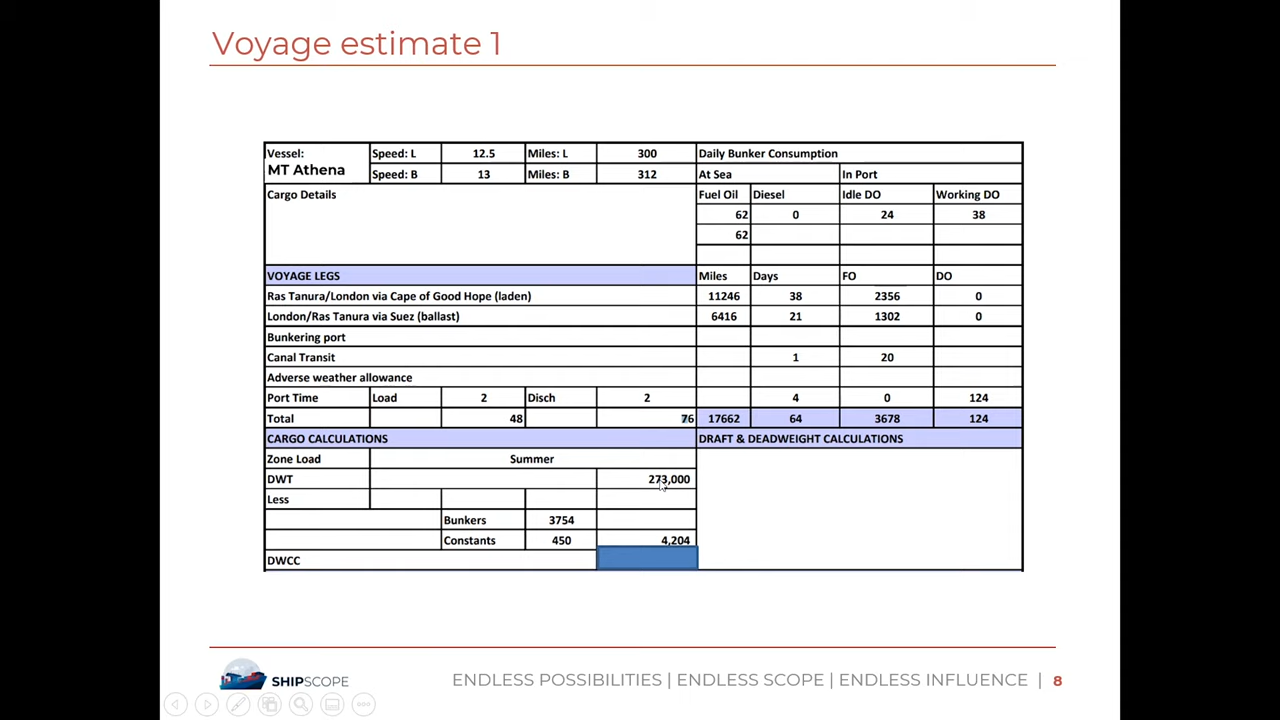 Voyage estimate 1
Vessel: Speed: L 12.5 Miles: L 300 Daily Bunker Consumption
MT Athena Speed: B 13 Miles: B 312 At Sea In Port
Cargo Details Fuel Oil Diesel Idle DO Working DO
62 0 24 38
62
VOYAGE LEGS Miles Days FO DO
Ras Tanura/London via Cape of Good Hope (laden) 11246 38 2356 0
London/Ras Tanura via Suez (ballast) 6416 21 1302 0
Bunkering port
Canal Transit 1 20
Adverse weather allowance
Port Time Load 2 Disch 2 4 0 124
Total 48 76 17662 64 3678 124
CARGO CALCULATIONS DRAFT & DEADWEIGHT CALCULATIONS
Zone Load Summer
DWT 273,000
Less
Bunkers 3754
Constants 450 4,204
DWCC
SHIPSCOPE ENDLESS POSSIBILITIES | ENDLESS SCOPE | ENDLESS INFLUENCE | 8